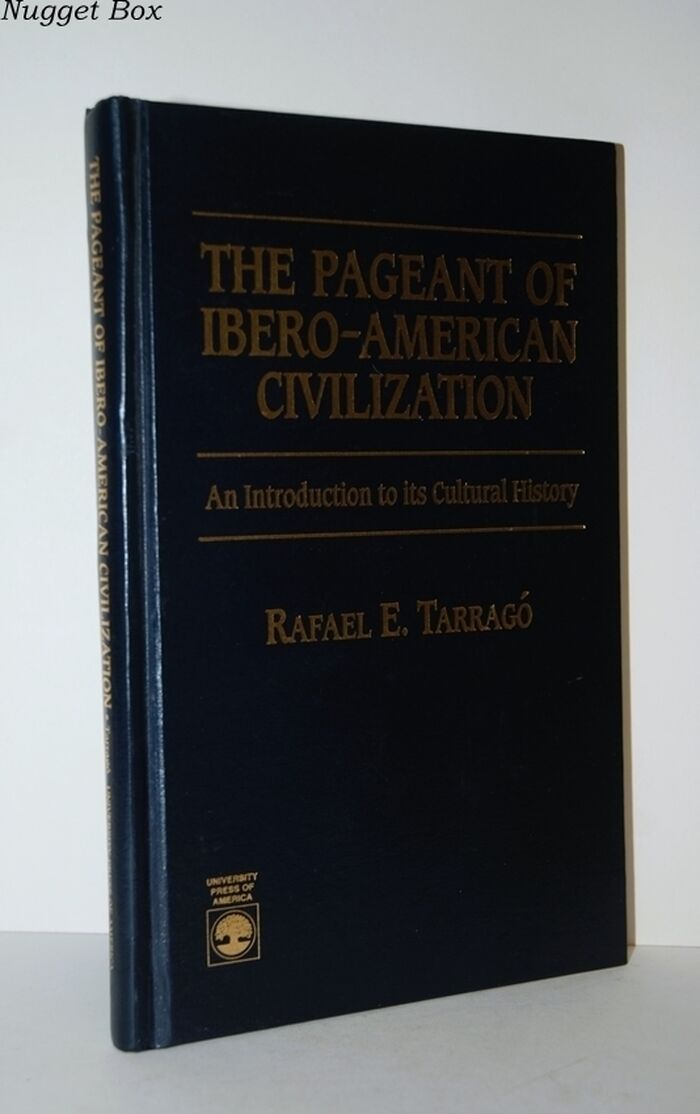 Nugget Box
THE PAGEANT OF IBERO-AMERICAN CIVILIZATION • Tarragó
THE PAGEANT OF
IBERO-AMERICAN
CIVILIZATION
An Introduction to its Cultural History
RAFAEL E. TARRAGÓ
UNIVERSITY
PRESS OF
AMERICA